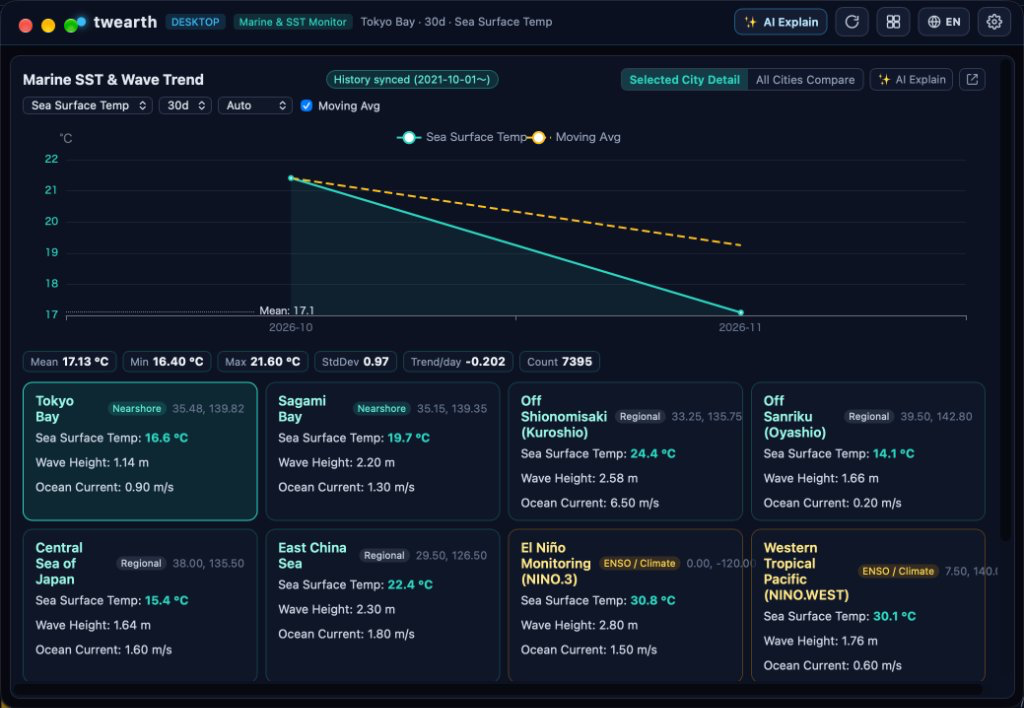 twearth DESKTOP Marine & SST Monitor Tokyo Bay · 30d · Sea Surface Temp AI Explain EN
Marine SST & Wave Trend History synced (2021-10-01〜) Selected City Detail All Cities Compare AI Explain
Sea Surface Temp 30d Auto Moving Avg
°C Sea Surface Temp Moving Avg
22
21
20
19
18
17
Mean: 17.1
2026-10 2026-11
Mean 17.13 °C Min 16.40 °C Max 21.60 °C StdDev 0.97 Trend/day -0.202 Count 7395
Tokyo Bay Nearshore 35.48, 139.82
Sea Surface Temp: 16.6 °C
Wave Height: 1.14 m
Ocean Current: 0.90 m/s
Sagami Bay Nearshore 35.15, 139.35
Sea Surface Temp: 19.7 °C
Wave Height: 2.20 m
Ocean Current: 1.30 m/s
Off Shionomisaki (Kuroshio) Regional 33.25, 135.75
Sea Surface Temp: 24.4 °C
Wave Height: 2.58 m
Ocean Current: 6.50 m/s
Off Sanriku (Oyashio) Regional 39.50, 142.80
Sea Surface Temp: 14.1 °C
Wave Height: 1.66 m
Ocean Current: 0.20 m/s
Central Sea of Japan Regional 38.00, 135.50
Sea Surface Temp: 15.4 °C
Wave Height: 1.64 m
Ocean Current: 1.60 m/s
East China Sea Regional 29.50, 126.50
Sea Surface Temp: 22.4 °C
Wave Height: 2.30 m
Ocean Current: 1.80 m/s
El Niño Monitoring (NINO.3) ENSO / Climate 0.00, -120.00
Sea Surface Temp: 30.8 °C
Wave Height: 2.80 m
Ocean Current: 1.50 m/s
Western Tropical Pacific (NINO.WEST) ENSO / Climate 7.50, 140.0
Sea Surface Temp: 30.1 °C
Wave Height: 1.76 m
Ocean Current: 0.60 m/s